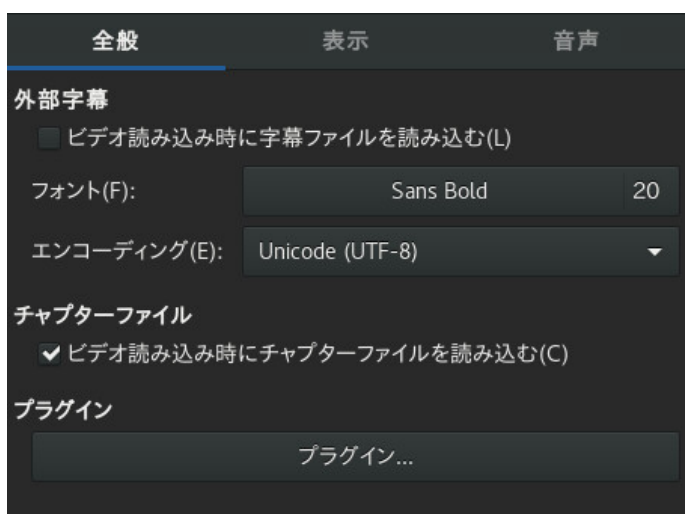 全般 表示 音声
外部字幕
ビデオ読み込み時に字幕ファイルを読み込む(L)
フォント(F): Sans Bold 20
エンコーディング(E): Unicode (UTF-8)
チャプターファイル
ビデオ読み込み時にチャプターファイルを読み込む(C)
プラグイン
プラグイン...